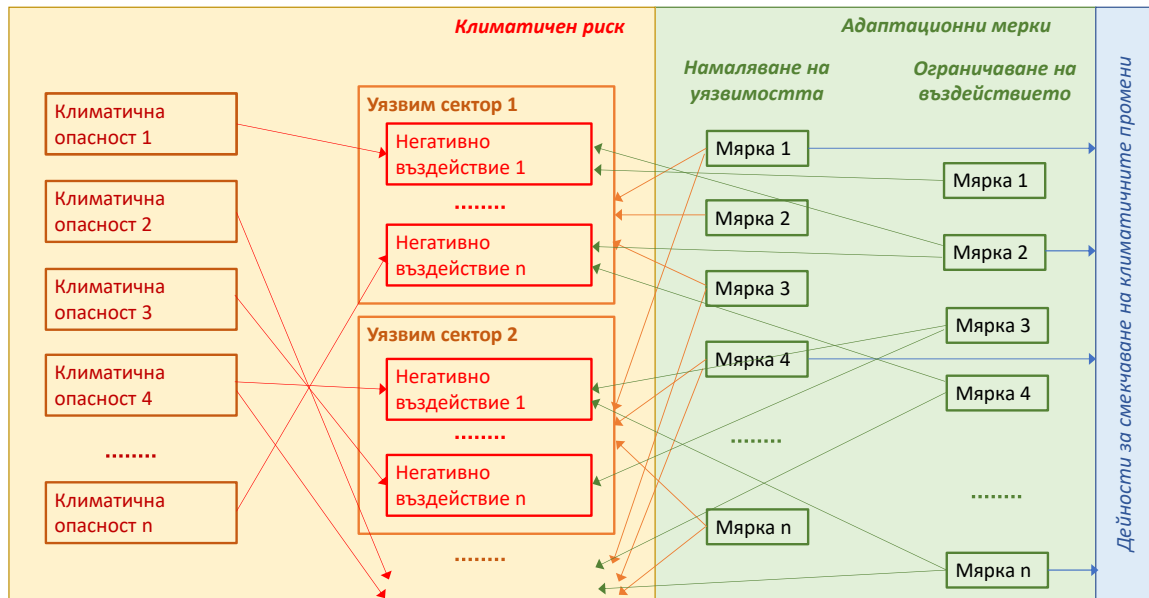 Климатичен риск
Климатична
опасност 1
Климатична
опасност 2
Климатична
опасност 3
Климатична
опасност 4
........
Климатична
опасност n
Уязвим сектор 1
Негативно
въздействие 1
........
Негативно
въздействие n
Уязвим сектор 2
Негативно
въздействие 1
........
Негативно
въздействие n
........
Адаптационни мерки
Намаляване на
уязвимостта
Мярка 1
Мярка 2
Мярка 3
Мярка 4
........
Мярка n
Ограничаване на
въздействието
Мярка 1
Мярка 2
Мярка 3
Мярка 4
........
Мярка n
Дейности за смекчаване на климатичните промени